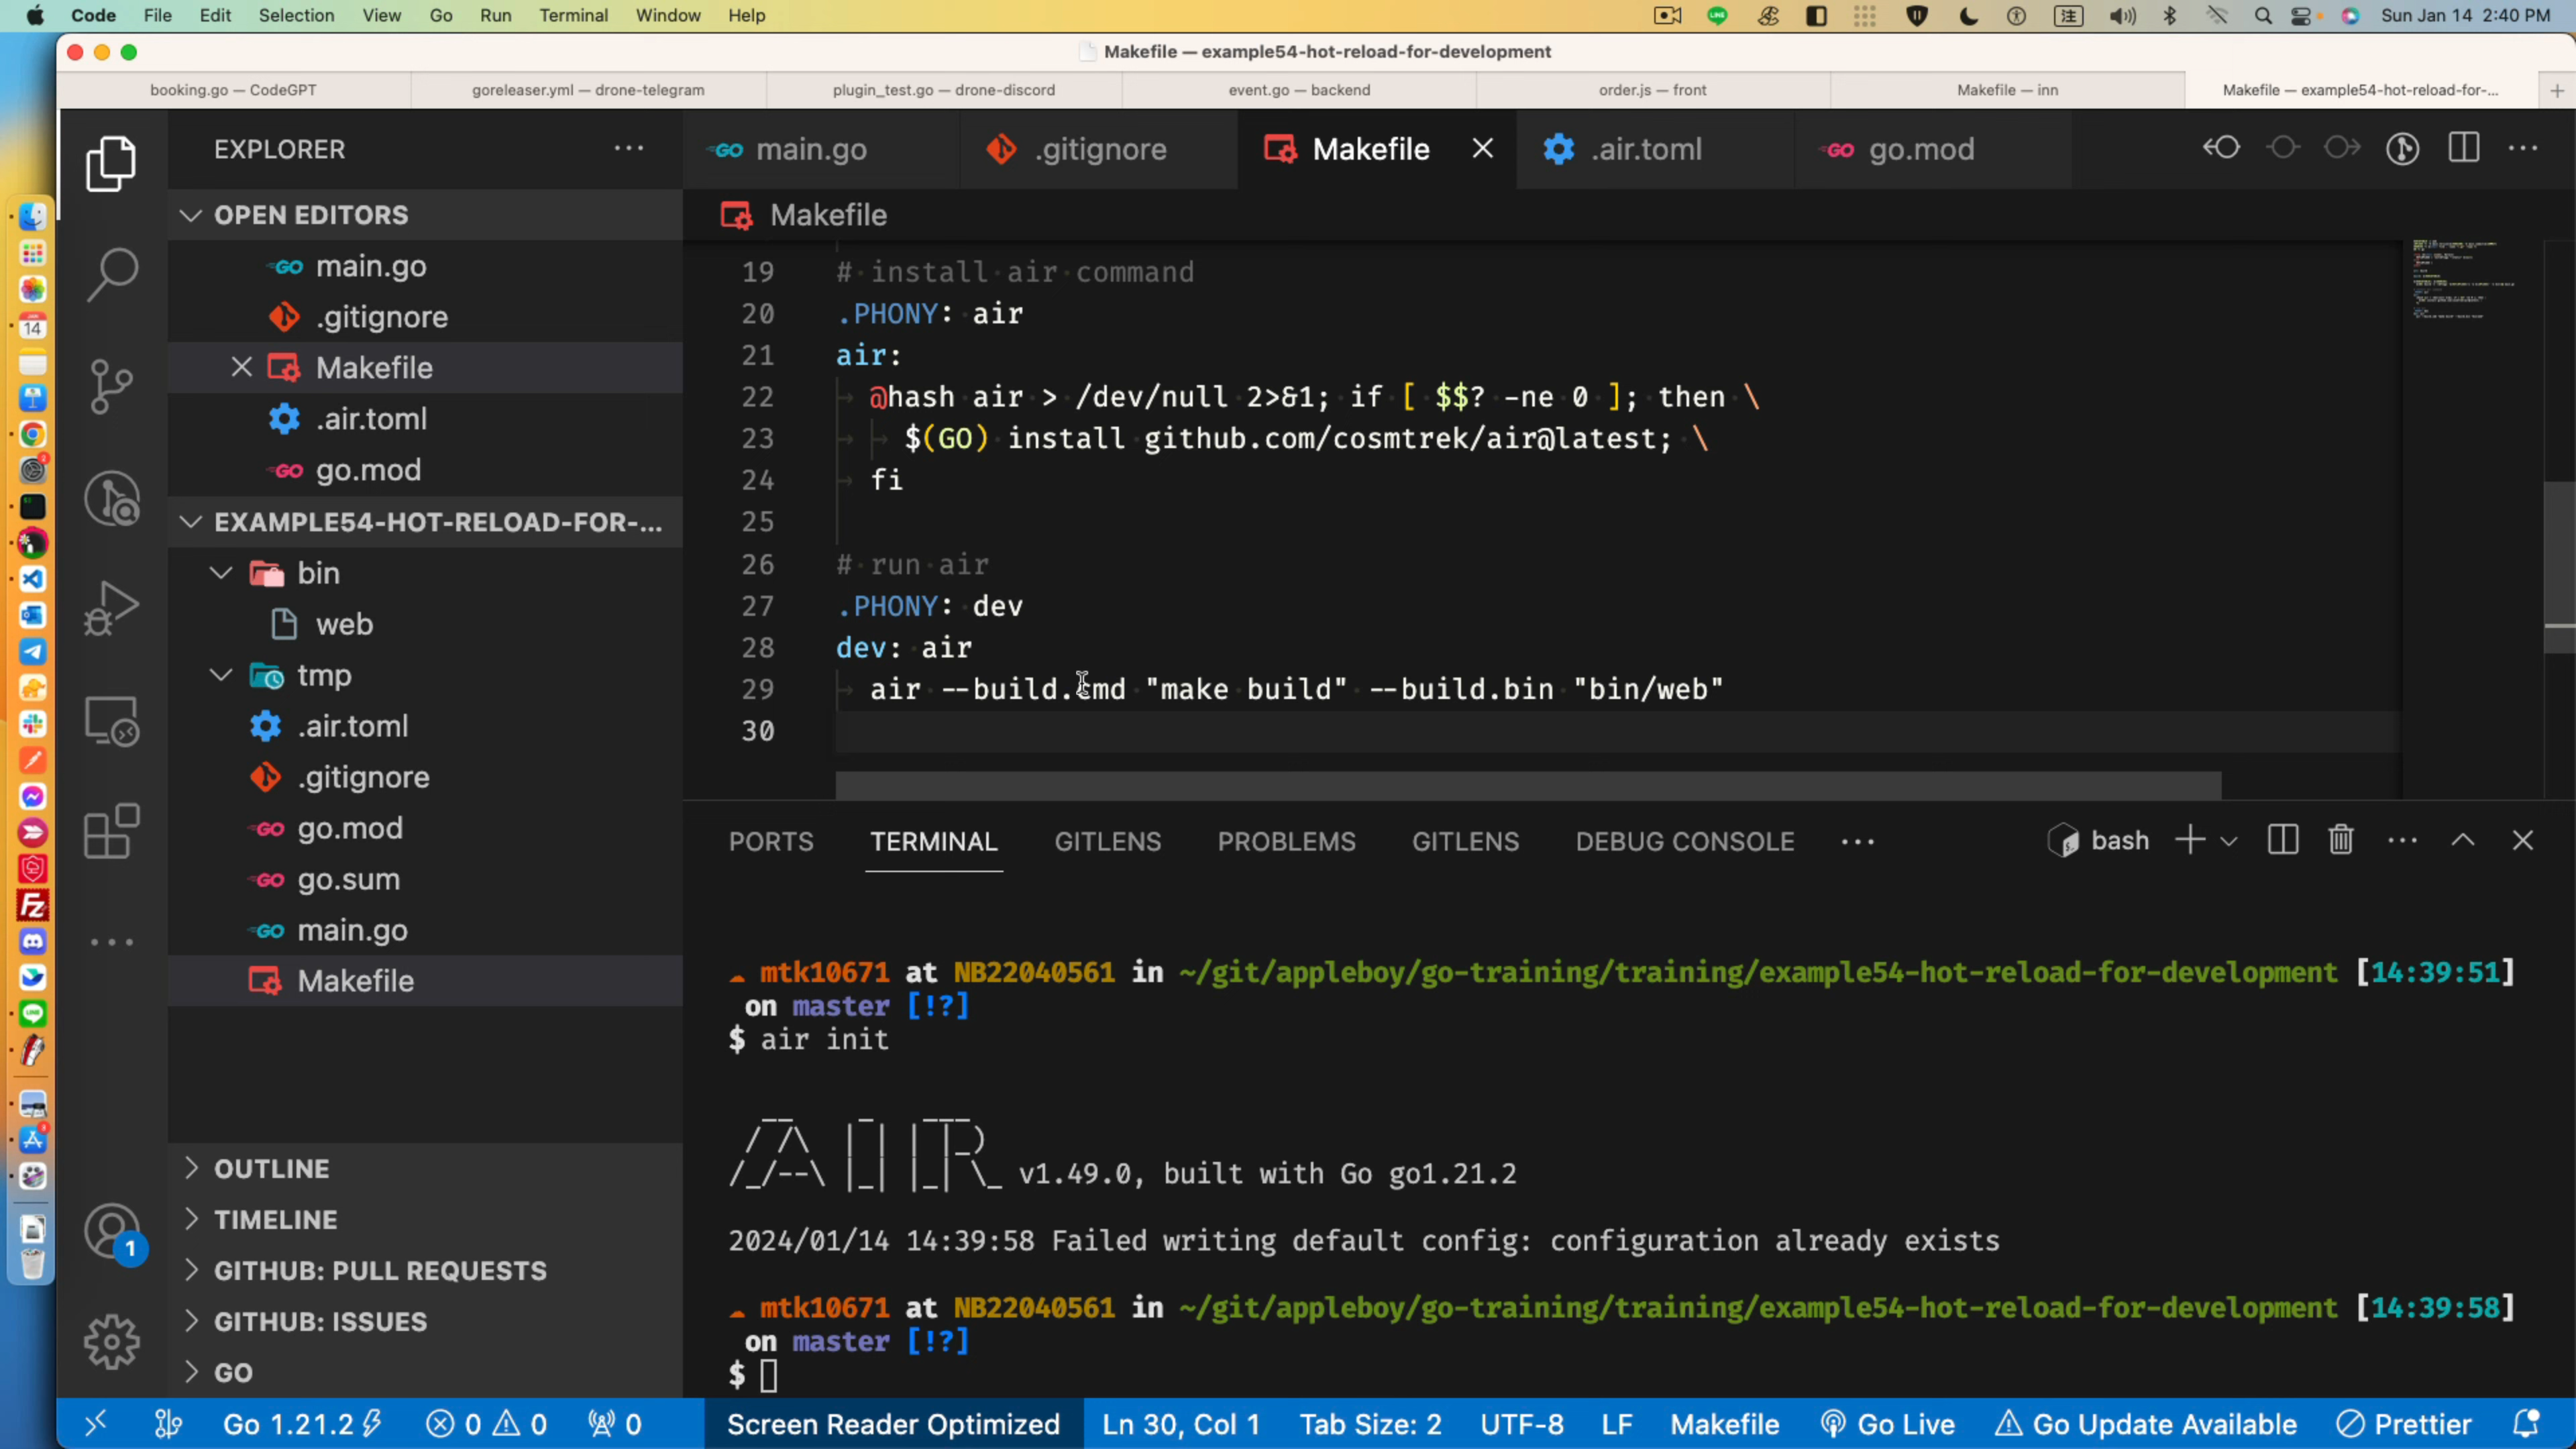 Code File Edit Selection View Go Run Terminal Window Help
Sun Jan 14 2:40 PM
Makefile — example54-hot-reload-for-development
booking.go — CodeGPT
goreleaser.yml — drone-telegram
plugin_test.go — drone-discord
event.go — backend
order.js — front
Makefile — inn
Makefile — example54-hot-reload-for-...
EXPLORER
main.go
.gitignore
Makefile
.air.toml
go.mod
OPEN EDITORS
main.go
.gitignore
Makefile
.air.toml
go.mod
EXAMPLE54-HOT-RELOAD-FOR-...
bin
web
tmp
.air.toml
.gitignore
go.mod
go.sum
main.go
Makefile
OUTLINE
TIMELINE
GITHUB: PULL REQUESTS
GITHUB: ISSUES
GO
Makefile
19 # install air command
20 .PHONY: air
21 air:
22 @hash air > /dev/null 2>&1; if [ $$? -ne 0 ]; then \
23 $(GO) install github.com/cosmtrek/air@latest; \
24 fi
25
26 # run air
27 .PHONY: dev
28 dev: air
29 air --build.cmd "make build" --build.bin "bin/web"
30
PORTS TERMINAL GITLENS PROBLEMS GITLENS DEBUG CONSOLE
bash
mtk10671 at NB22040561 in ~/git/appleboy/go-training/training/example54-hot-reload-for-development [14:39:51]
on master [!?]
$ air init
AIR v1.49.0, built with Go go1.21.2
2024/01/14 14:39:58 Failed writing default config: configuration already exists
mtk10671 at NB22040561 in ~/git/appleboy/go-training/training/example54-hot-reload-for-development [14:39:58]
on master [!?]
$
1
Go 1.21.2 0 0 0 Screen Reader Optimized Ln 30, Col 1 Tab Size: 2 UTF-8 LF Makefile Go Live Go Update Available Prettier